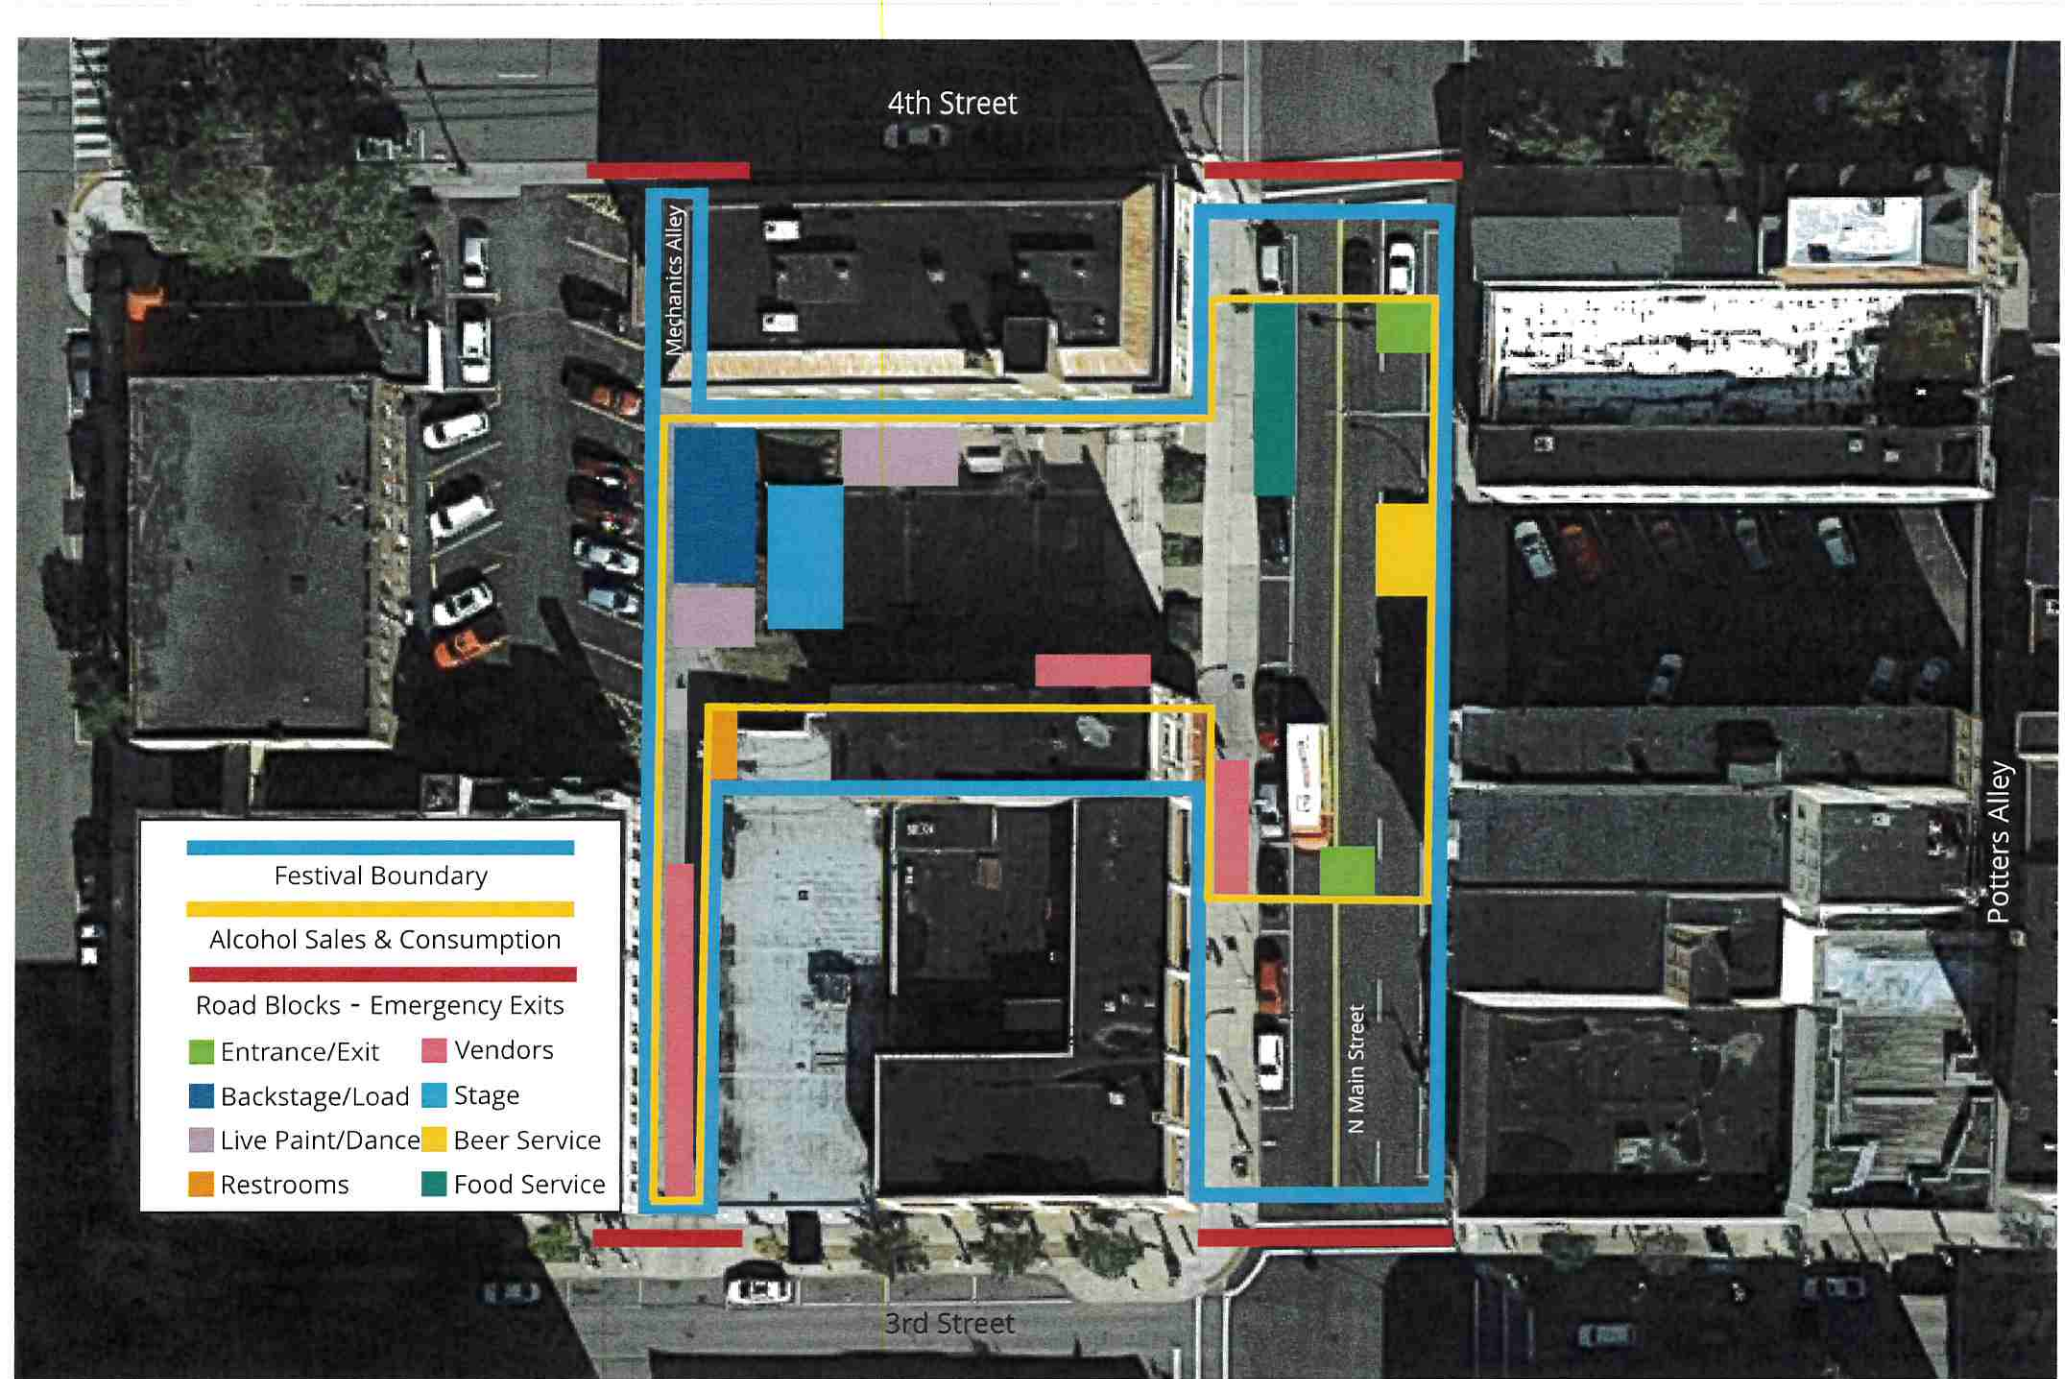 4th Street
Mechanics Alley
Potters Alley
N Main Street
3rd Street
Festival Boundary
Alcohol Sales & Consumption
Road Blocks - Emergency Exits
Entrance/Exit
Vendors
Backstage/Load
Stage
Live Paint/Dance
Beer Service
Restrooms
Food Service